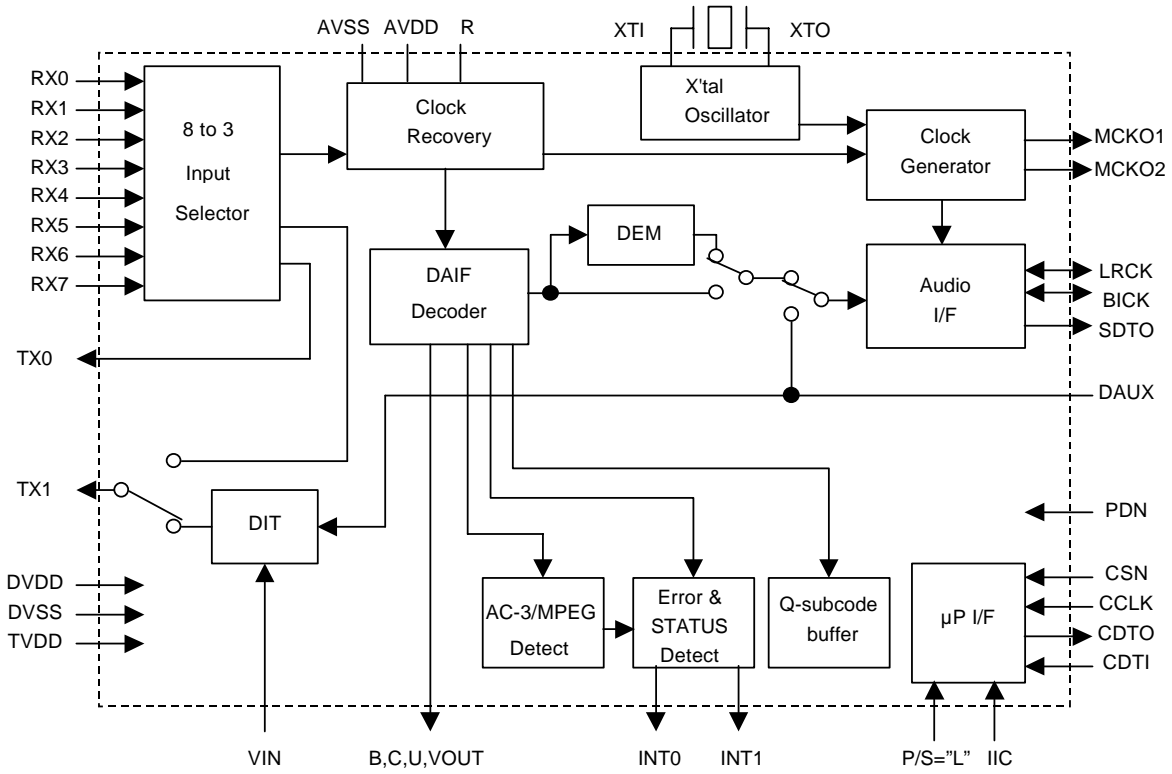 AVSS AVDD R
XTI XTO
RX0
RX1
RX2
RX3
RX4
RX5
RX6
RX7
8 to 3
Input
Selector
Clock
Recovery
X'tal
Oscillator
Clock
Generator
MCKO1
MCKO2
DEM
DAIF
Decoder
Audio
I/F
LRCK
BICK
SDTO
TX0
DAUX
TX1
DIT
PDN
DVDD
DVSS
TVDD
AC-3/MPEG
Detect
Error &
STATUS
Detect
Q-subcode
buffer
µP I/F
CSN
CCLK
CDTO
CDTI
VIN
B,C,U,VOUT
INT0
INT1
P/S=”L”
IIC